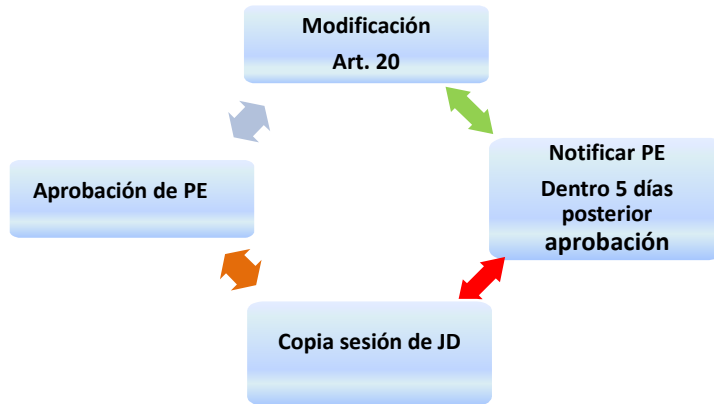 Modificación
Art. 20
Notificar PE
Dentro 5 días
posterior
aprobación
Aprobación de PE
Copia sesión de JD